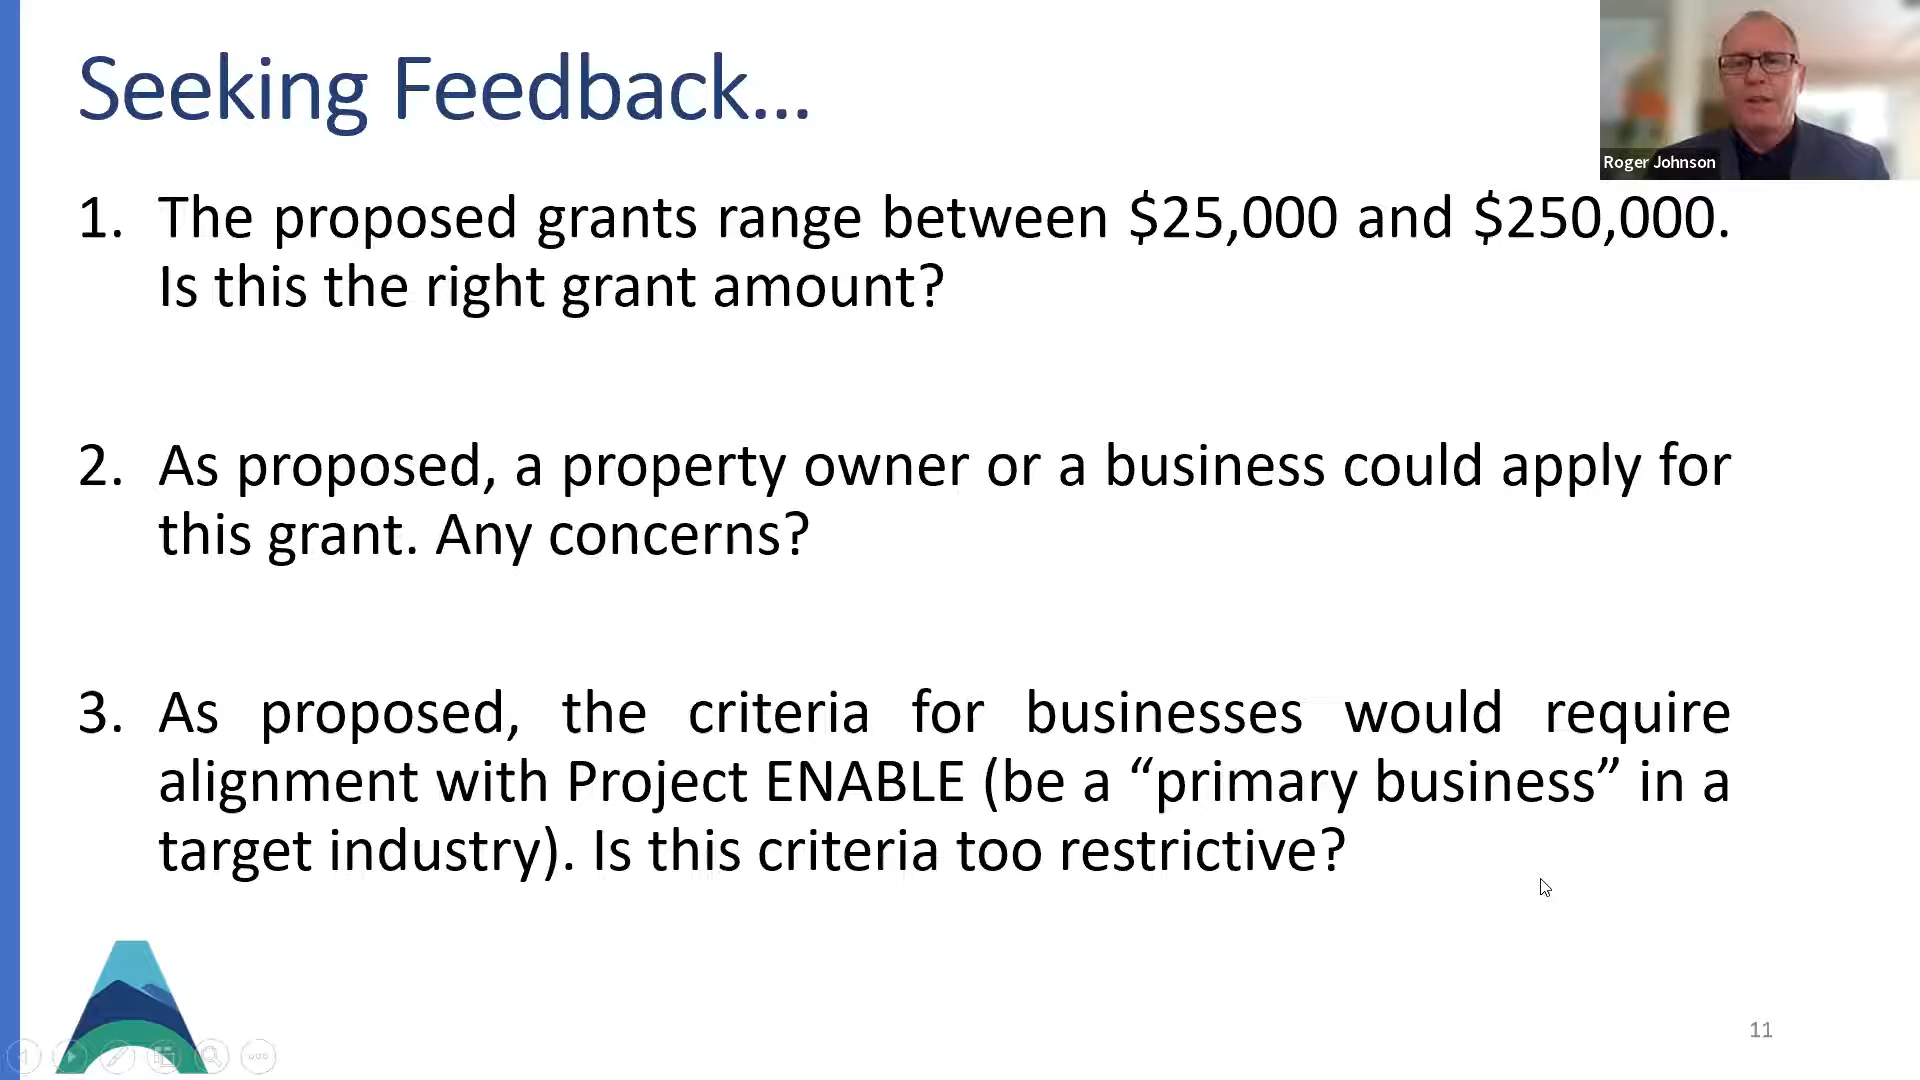 Seeking Feedback...
Roger Johnson
1. The proposed grants range between $25,000 and $250,000.
Is this the right grant amount?
2. As proposed, a property owner or a business could apply for
this grant. Any concerns?
3. As proposed, the criteria for businesses would require
alignment with Project ENABLE (be a “primary business” in a
target industry). Is this criteria too restrictive?
11